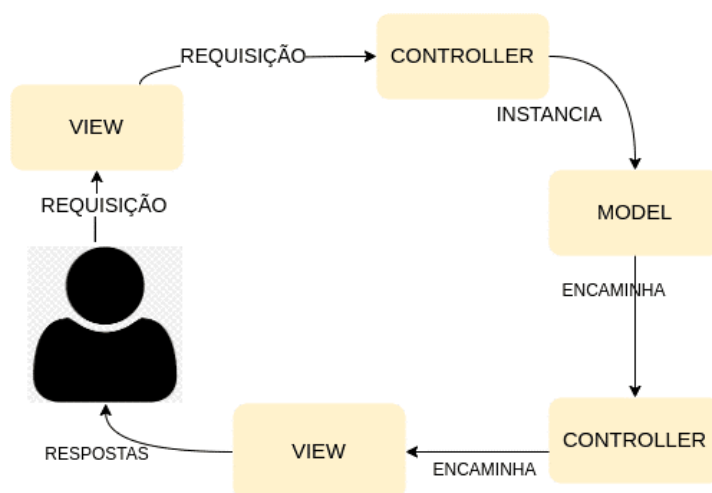 REQUISIÇÃO
CONTROLLER
VIEW
INSTANCIA
REQUISIÇÃO
MODEL
ENCAMINHA
CONTROLLER
VIEW
RESPOSTAS
ENCAMINHA